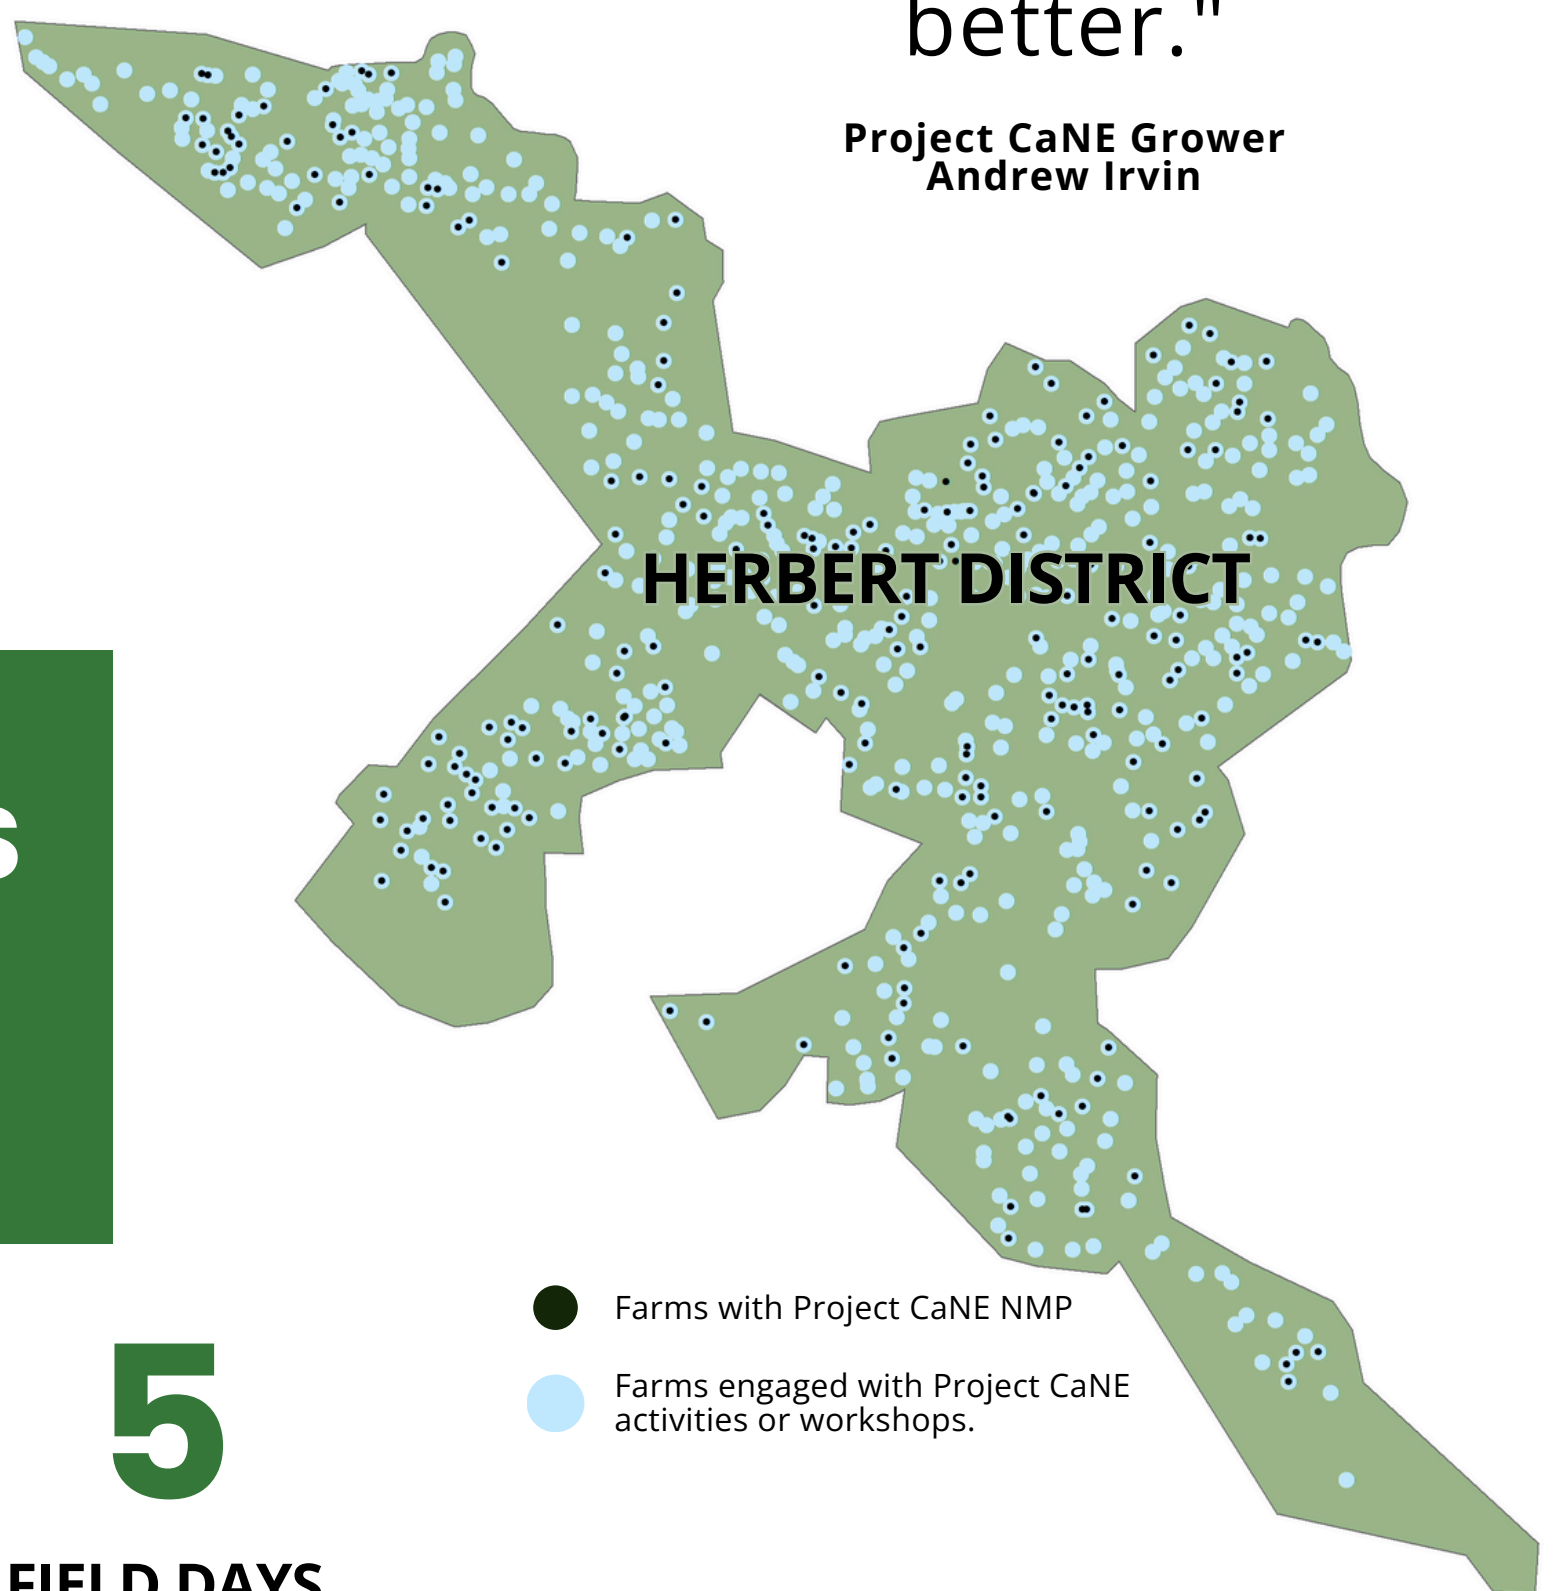 better."
Project CaNE Grower
Andrew Irvin
HERBERT DISTRICT
s
Farms with Project CaNE NMP
Farms engaged with Project CaNE
activities or workshops.
5
FIELD DAYS